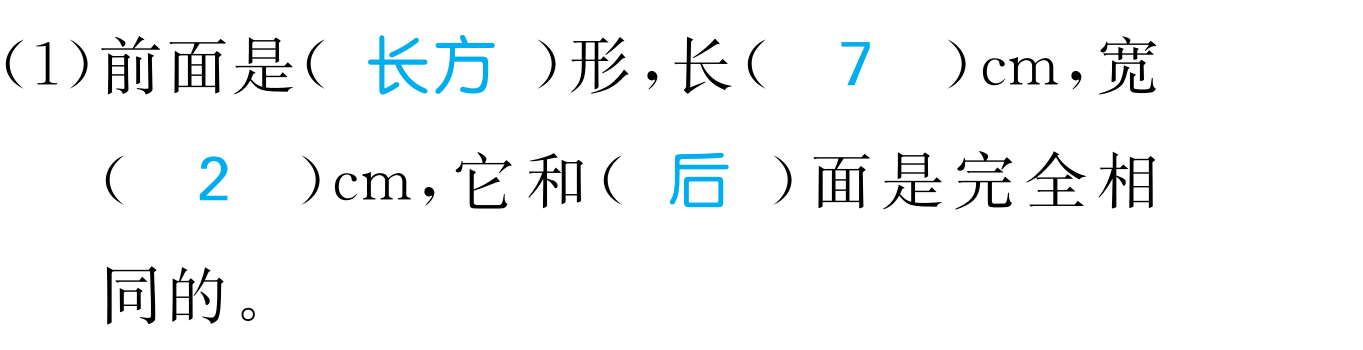 (1)前面是( 长方 )形,长( 7 )cm,宽
( 2 )cm,它和( 后 )面是完全相
同的。